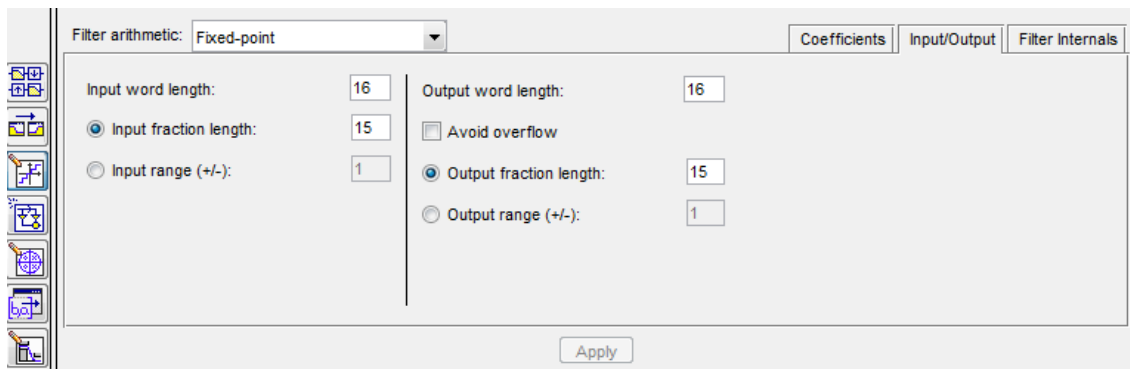 Filter arithmetic: Fixed-point
Coefficients Input/Output Filter Internals
Input word length: 16
Input fraction length: 15
Input range (+/-): 1
Output word length: 16
Avoid overflow
Output fraction length: 15
Output range (+/-): 1
[b,a]
Apply